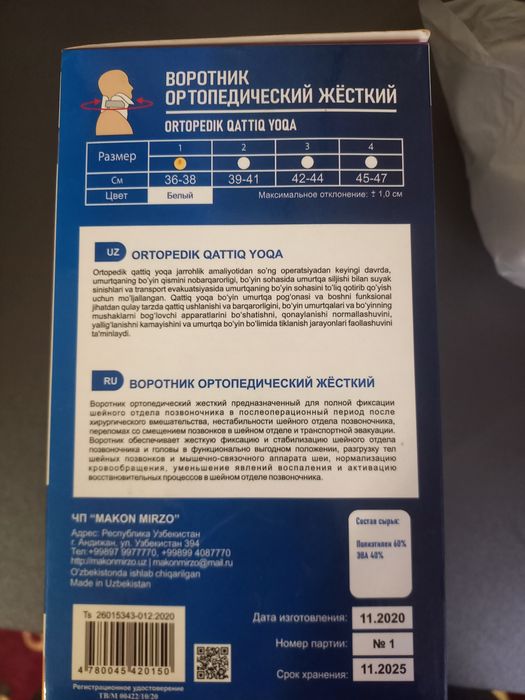 ВОРОТНИК
ОРТОПЕДИЧЕСКИЙ ЖЁСТКИЙ
ORTOPEDIK QATTIQ YOQA
Размер 1 2 3 4
См 36-38 39-41 42-44 45-47
Цвет Белый Максимальное отклонение: ± 1,0 см
UZ ORTOPEDIK QATTIQ YOQA
Ortopedik qattiq yoqa jarrohlik amaliyotidan so'ng operatsiyadan keyingi davrda,
umurtqaning bo'yin qismini nobarqarorligi, bo'yin sohasida umurtqa siljishi bilan suyak
sinishlari va transport evakuatsiyasida umurtqaning bo'yin sohasini to'liq qotirib qo'yish
uchun mo'ljallangan. Qattiq yoqa bo'yin umurtqa pog'onasi va boshni funksional
jihatdan qulay tarzda qattiq ushlanishi va barqarorligini, bo'yin umurtqalari va bo'yinning
mushaklarni bog'lovchi apparatlarini bo'shatishni, qonaylanishi normallashuvini,
yallig'lanishni kamayishini va umurtqa bo'yin bo'limida tiklanish jarayonlari faollashuvini
ta'minlaydi.
RU ВОРОТНИК ОРТОПЕДИЧЕСКИЙ ЖЁСТКИЙ
Воротник ортопедический жесткий предназначенный для полной фиксации
шейного отдела позвоночника в послеоперационный период после
хирургического вмешательства, нестабильности шейного отдела позвоночника,
переломах со смещением позвонков в шейном отделе и транспортной эвакуации.
Воротник обеспечивает жесткую фиксацию и стабилизацию шейного отдела
позвоночника и головы в функционально выгодном положении, разгрузку тел
шейных позвонков и мышечно-связочного аппарата шеи, нормализацию
кровообращения, уменьшение явлений воспаления и активацию
восстановительных процессов в шейном отделе позвоночника.
ЧП "MAKON MIRZO"
Адрес: Республика Узбекистан
г. Андижан, ул. Узбекистан 394
Тел: +99897 9977770, +99899 4087770
http://makonmirzo.uz | makonmirzo@mail.ru
O'zbekistonda ishlab chiqarilgan
Made in Uzbekistan
Состав сырья:
Полиэтилен 60%
ЭВА 40%
Ts 26015343-012:2020
4 780045 420150
Регистрационное удостоверение
TB/M 00422/10/20
Дата изготовления: 11.2020
Номер партии: № 1
Срок хранения: 11.2025